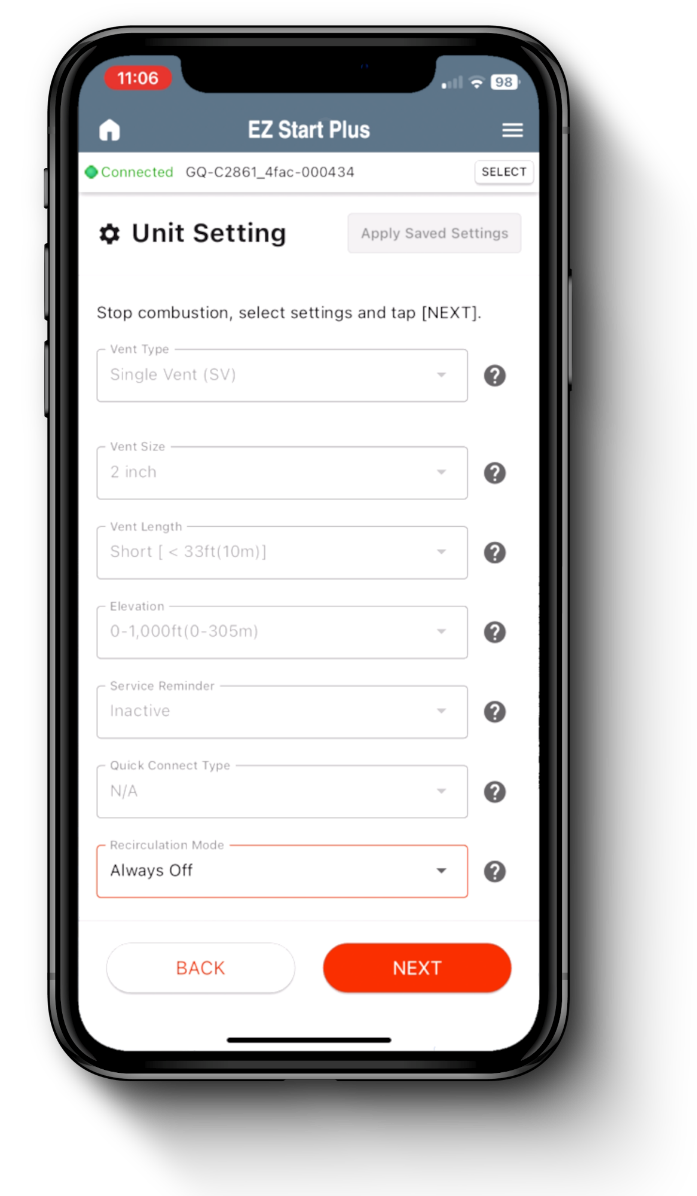 11:06
98
EZ Start Plus
Connected GQ-C2861_4fac-000434 SELECT
Unit Setting Apply Saved Settings
Stop combustion, select settings and tap [NEXT].
Vent Type
Single Vent (SV)
Vent Size
2 inch
Vent Length
Short [ < 33ft(10m)]
Elevation
0-1,000ft(0-305m)
Service Reminder
Inactive
Quick Connect Type
N/A
Recirculation Mode
Always Off
BACK NEXT